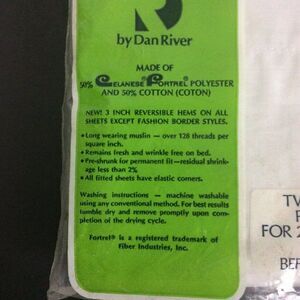 by Dan River
MADE OF
50% Celanese® Fortrel® POLYESTER
AND 50% COTTON (COTON)
NEW! 3 INCH REVERSIBLE HEMS ON ALL
SHEETS EXCEPT FASHION BORDER STYLES.
• Long wearing muslin — over 128 threads per
square inch.
• Remains fresh and wrinkle free on bed.
• Pre-shrunk for permanent fit—residual shrink-
age less than 2%
• All fitted sheets have elastic corners.
Washing instructions — machine washable
using any conventional method. For best results
tumble dry and remove promptly upon com-
pletion of the drying cycle.
Fortrel® is a registered trademark of
Fiber Industries, Inc.
TV
FOR 2
BEF